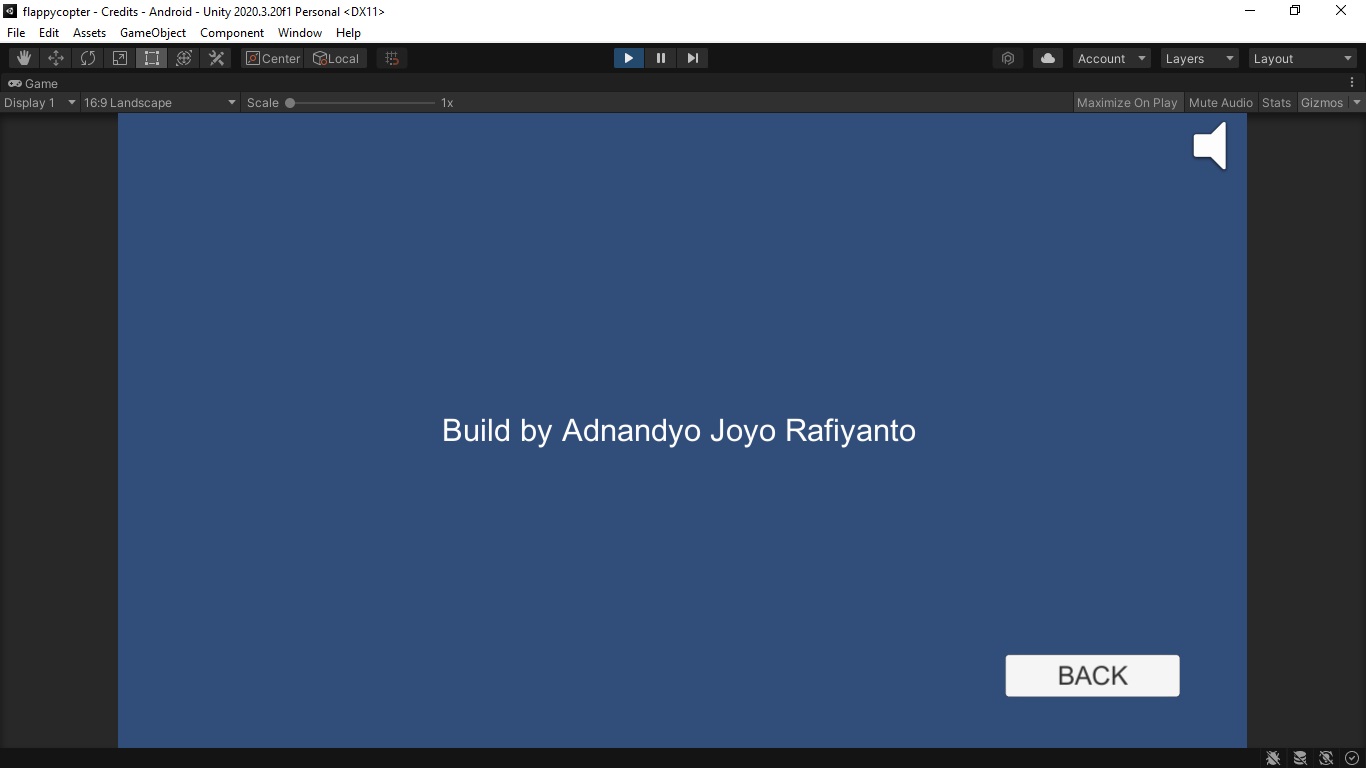 flappycopter - Credits - Android - Unity 2020.3.20f1 Personal <DX11>
File Edit Assets GameObject Component Window Help
Center Local Account Layers Layout
Game
Display 1 16:9 Landscape Scale 1x Maximize On Play Mute Audio Stats Gizmos
Build by Adnandyo Joyo Rafiyanto
BACK